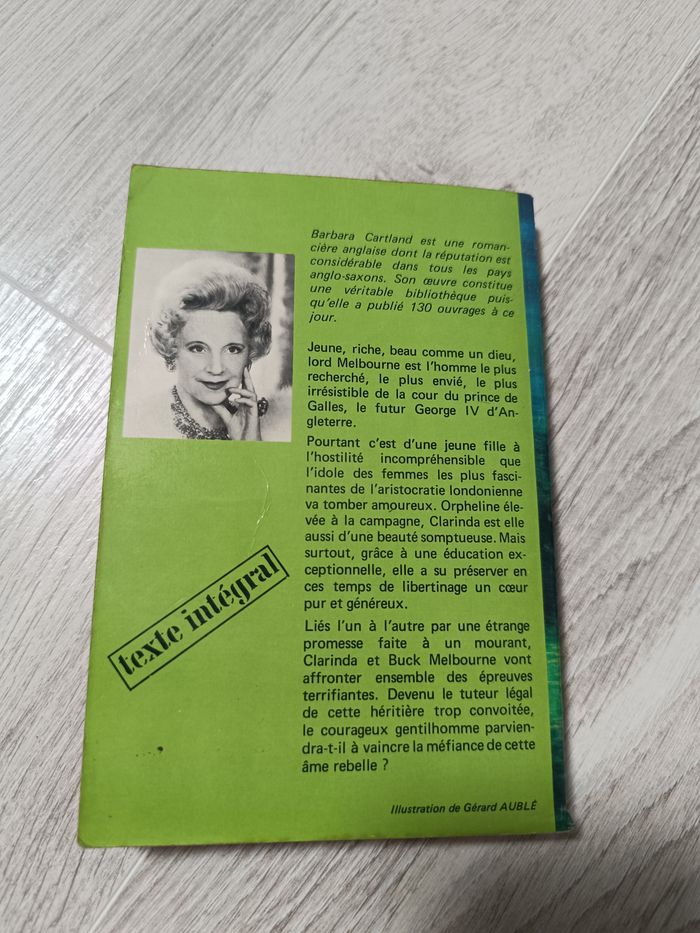 Barbara Cartland est une roman-
cière anglaise dont la réputation est
considérable dans tous les pays
anglo-saxons. Son œuvre constitue
une véritable bibliothèque puis-
qu'elle a publié 130 ouvrages à ce
jour.
Jeune, riche, beau comme un dieu,
lord Melbourne est l'homme le plus
recherché, le plus envié, le plus
irrésistible de la cour du prince de
Galles, le futur George IV d'An-
gleterre.
Pourtant c'est d'une jeune fille à
l'hostilité incompréhensible que
l'idole des femmes les plus fasci-
nantes de l'aristocratie londonienne
va tomber amoureux. Orpheline éle-
vée à la campagne, Clarinda est elle
aussi d'une beauté somptueuse. Mais
surtout, grâce à une éducation ex-
ceptionnelle, elle a su préserver en
ces temps de libertinage un cœur
pur et généreux.
Liés l'un à l'autre par une étrange
promesse faite à un mourant,
Clarinda et Buck Melbourne vont
affronter ensemble des épreuves
terrifiantes. Devenu le tuteur légal
de cette héritière trop convoitée,
le courageux gentilhomme parvien-
dra-t-il à vaincre la méfiance de cette
âme rebelle ?
texte intégral
Illustration de Gérard AUBLÉ